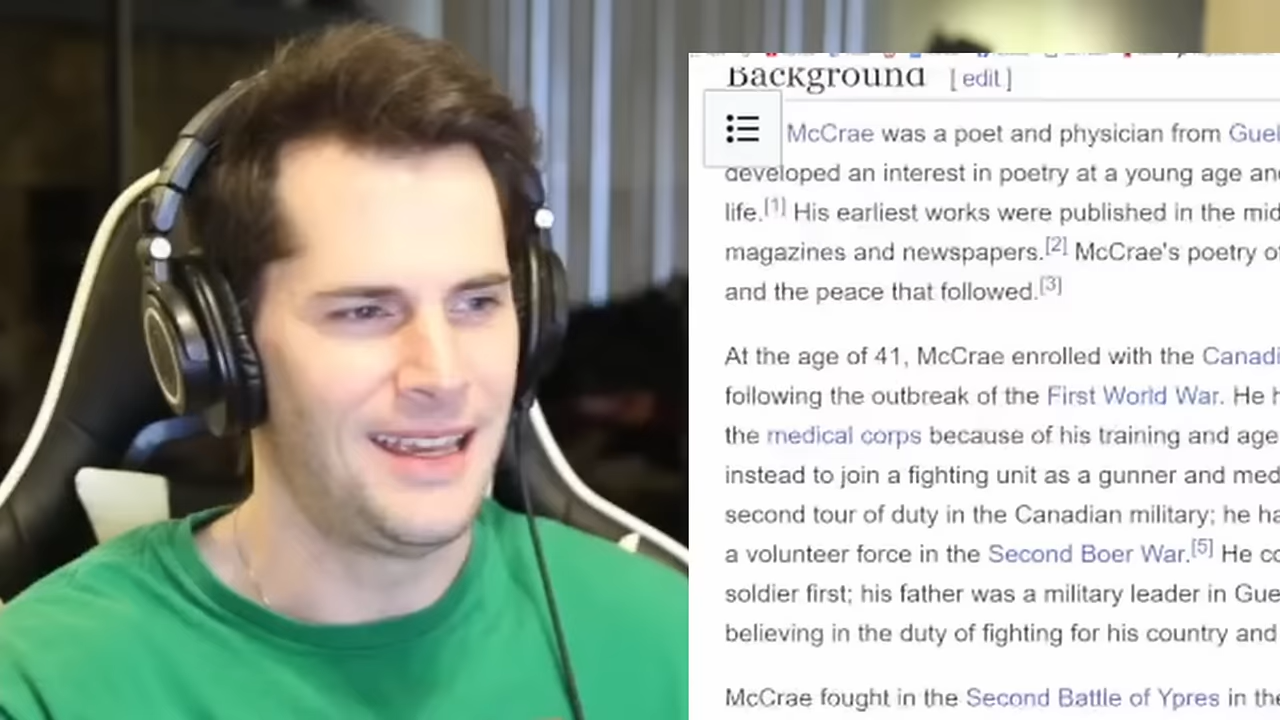 Background [ edit ]
McCrae was a poet and physician from Guel
developed an interest in poetry at a young age and
life.[1] His earliest works were published in the mid
magazines and newspapers.[2] McCrae's poetry o
and the peace that followed.[3]
At the age of 41, McCrae enrolled with the Canadi
following the outbreak of the First World War. He h
the medical corps because of his training and age
instead to join a fighting unit as a gunner and med
second tour of duty in the Canadian military; he ha
a volunteer force in the Second Boer War.[5] He co
soldier first; his father was a military leader in Gue
believing in the duty of fighting for his country and
McCrae fought in the Second Battle of Ypres in the